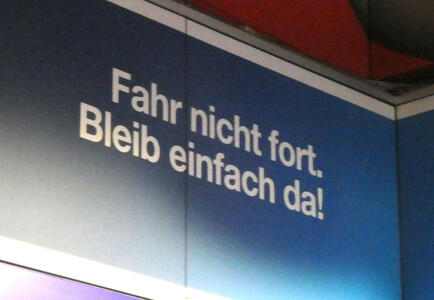 Fahr nicht fort.
Bleib einfach da!